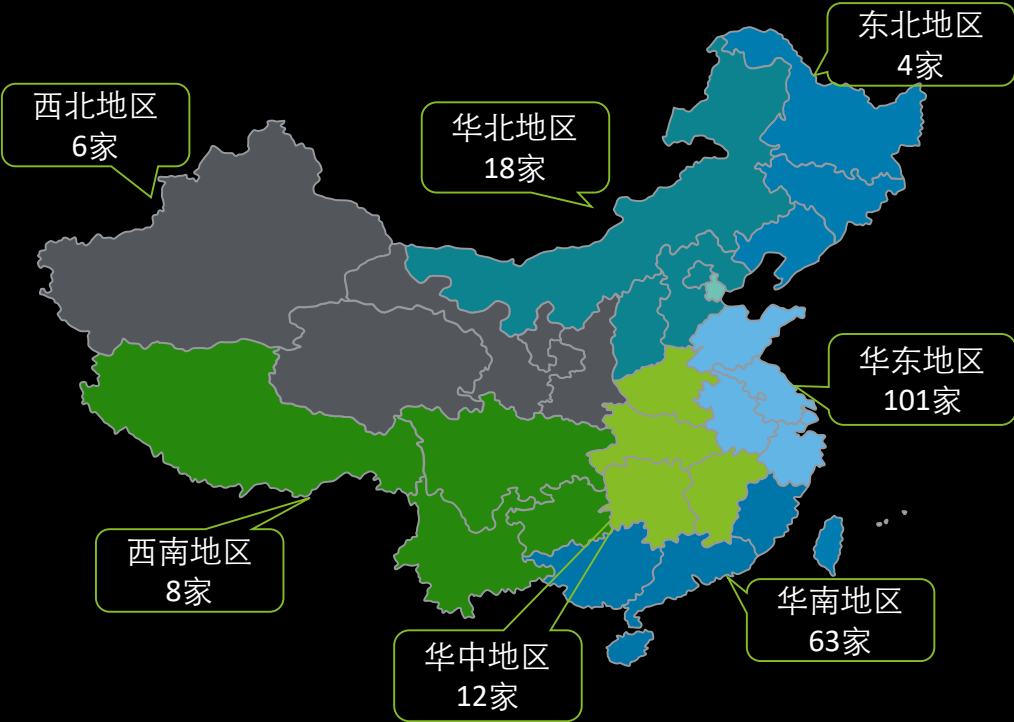 东北地区
4家
西北地区
6家
华北地区
18家
华东地区
101家
西南地区
8家
华南地区
63家
华中地区
12家